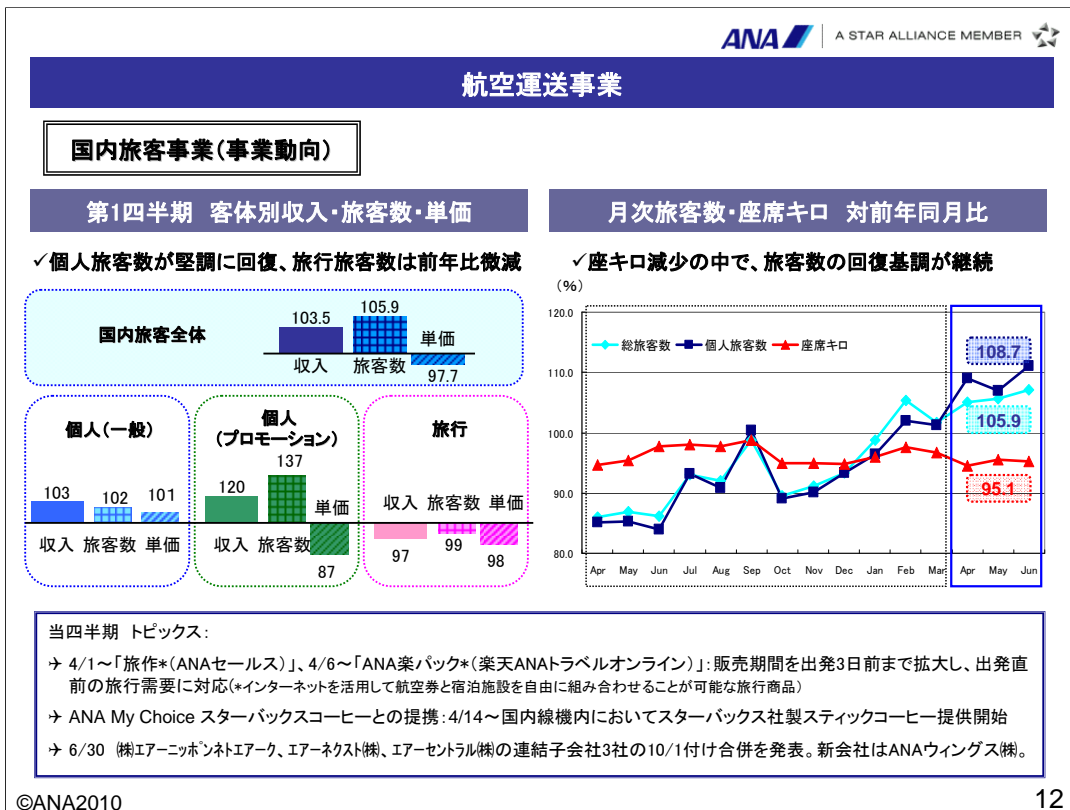 ANA A STAR ALLIANCE MEMBER
航空運送事業
国内旅客事業(事業動向)
第1四半期 客体別収入・旅客数・単価
✓個人旅客数が堅調に回復、旅行旅客数は前年比微減
国内旅客全体
103.5 105.9 単価
収入 旅客数 97.7
個人(一般)
103 102 101
収入 旅客数 単価
個人
(プロモーション)
137
120 単価
収入 旅客数
87
旅行
収入 旅客数 単価
97 99 98
月次旅客数・座席キロ 対前年同月比
✓座キロ減少の中で、旅客数の回復基調が継続
(%)
120.0
総旅客数 個人旅客数 座席キロ
108.7
110.0
105.9
100.0
95.1
90.0
80.0
Apr May Jun Jul Aug Sep Oct Nov Dec Jan Feb Mar Apr May Jun
当四半期 トピックス:
→ 4/1~「旅作*(ANAセールス)」、4/6~「ANA楽パック*(楽天ANAトラベルオンライン)」:販売期間を出発3日前まで拡大し、出発直
前の旅行需要に対応(*インターネットを活用して航空券と宿泊施設を自由に組み合わせることが可能な旅行商品)
→ ANA My Choice スターバックスコーヒーとの提携:4/14~国内線機内においてスターバックス社製スティックコーヒー提供開始
→ 6/30 ㈱エアーニッポンネトエアーク、エアーネクスト㈱、エアーセントラル㈱の連結子会社3社の10/1付け合併を発表。新会社はANAウィングス㈱。
©ANA2010
12